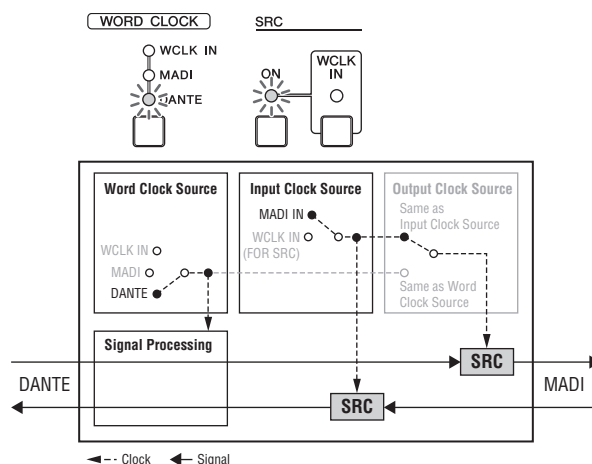 WORD CLOCK
WCLK IN
MADI
DANTE
SRC
ON
WCLK
IN
Word Clock Source
WCLK IN
MADI
DANTE
Input Clock Source
MADI IN
WCLK IN
(FOR SRC)
Output Clock Source
Same as
Input Clock Source
Same as Word
Clock Source
Signal Processing
DANTE
SRC
SRC
MADI
Clock
Signal